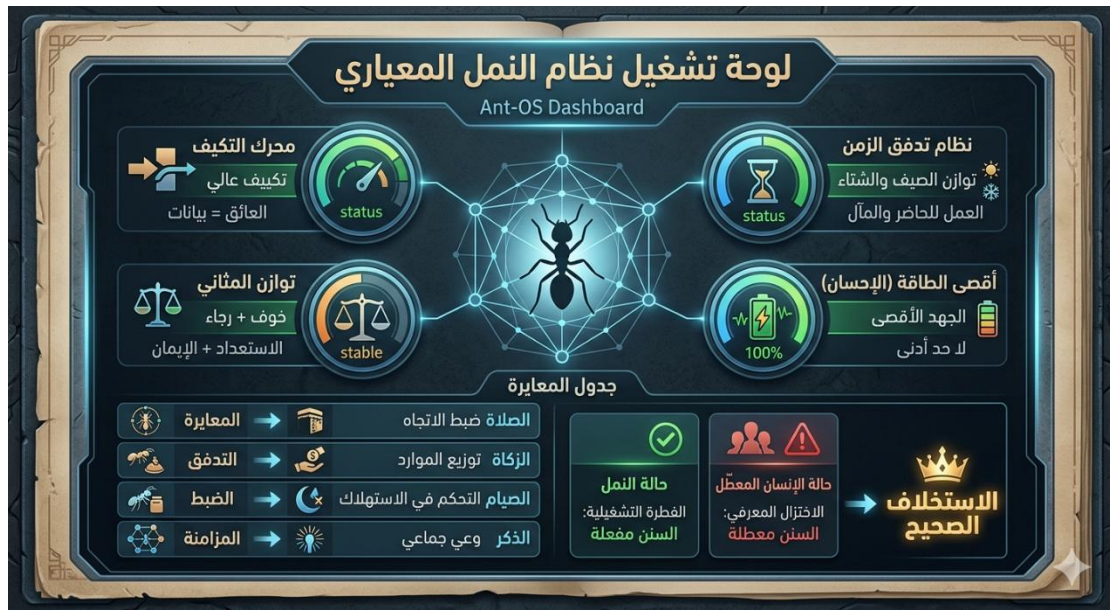 لوحة تشغيل نظام النمل المعياري
Ant-OS Dashboard
نظام تدفق الزمن
توازن الصيف والشتاء
العمل للحاضر والمآل
status
محرك التكيف
تكييف عالي
العائق = بيانات
status
أقصى الطاقة (الإحسان)
الجهد الأقصى
لا حد أدنى
100%
توازن المثاني
خوف + رجاء
الاستعداد + الإيمان
stable
جدول المعايرة
الصلاة ضبط الاتجاه
المعايرة
الزكاة توزيع الموارد
التدفق
الصيام التحكم في الاستهلاك
الضبط
الذكر وعي جماعي
المزامنة
حالة النمل
الفطرة التشغيلية:
السنن مفعلة
حالة الإنسان المعطّل
الاختزال المعرفي:
السنن معطلة
الاستخلاف
الصحيح